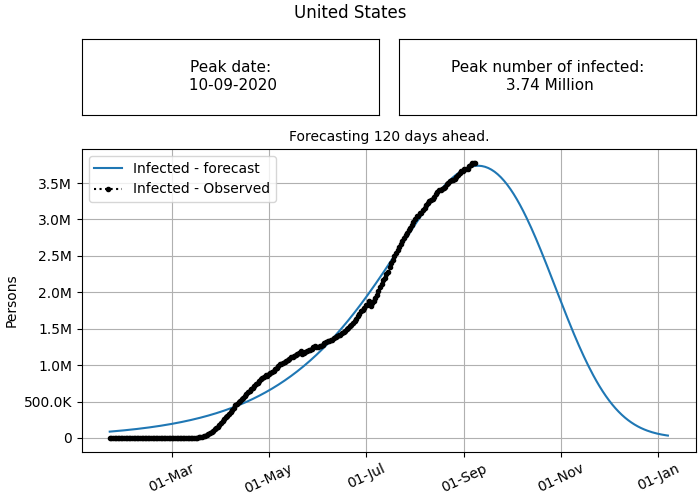 United States
Peak date:
10-09-2020
Peak number of infected:
3.74 Million
Forecasting 120 days ahead.
Infected - forecast
Infected - Observed
3.5M
3.0M
2.5M
2.0M
1.5M
1.0M
500.0K
0
Persons
01-Mar
01-May
01-Jul
01-Sep
01-Nov
01-Jan